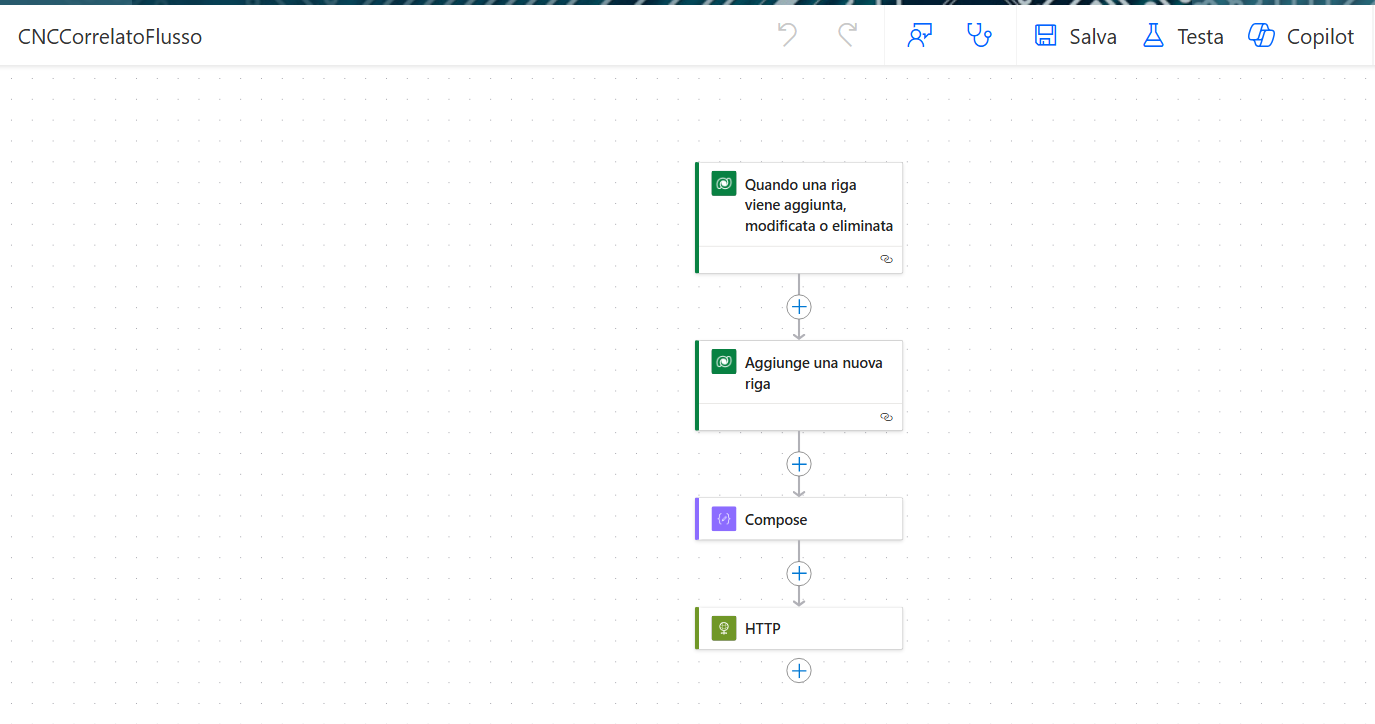 CNCCorrelatoFlusso
Salva
Testa
Copilot
Quando una riga
viene aggiunta,
modificata o eliminata
Aggiunge una nuova
riga
Compose
HTTP